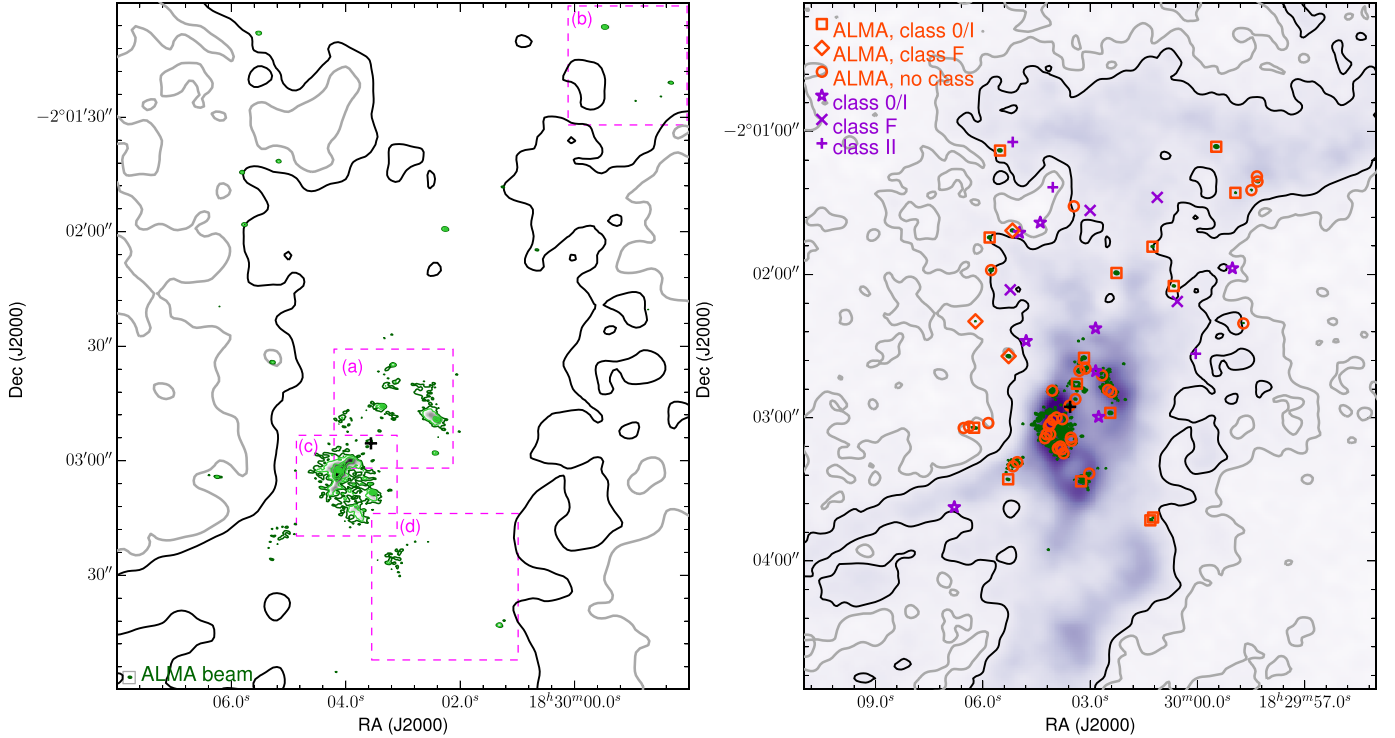 (b)
−2°01′30″
02′00″
30″
03′00″
30″
Dec (J2000)
(a)
(c)
(d)
ALMA beam
06.0ˢ
04.0ˢ
02.0ˢ
18ʰ30ᵐ00.0ˢ
RA (J2000)
ALMA, class 0/I
ALMA, class F
ALMA, no class
class 0/I
class F
class II
−2°01′00″
02′00″
03′00″
04′00″
Dec (J2000)
09.0ˢ
06.0ˢ
03.0ˢ
30ᵐ00.0ˢ
18ʰ29ᵐ57.0ˢ
RA (J2000)